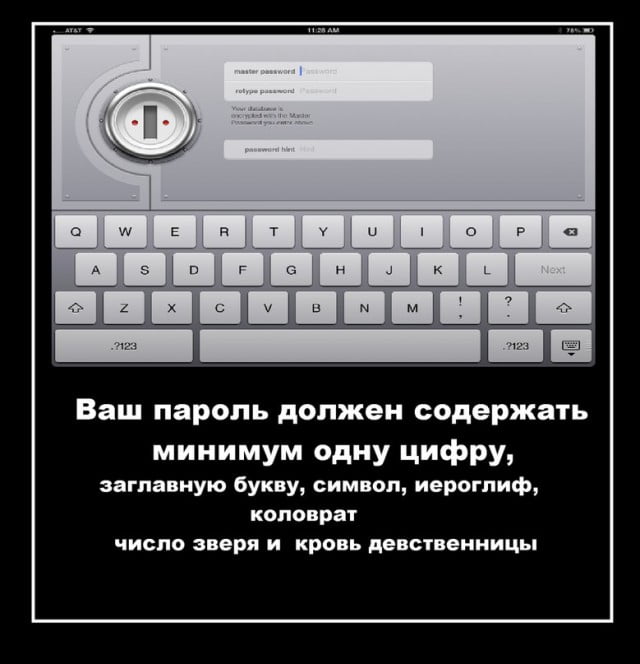 AT&T 11:28 AM 78%
master password Password
retype password Password
Your database is
encrypted with the Master
Password you enter above
password hint Hint
Q W E R T Y U I O P
A S D F G H J K L Next
Z X C V B N M ! , ? .
.?123 .?123
Ваш пароль должен содержать
минимум одну цифру,
заглавную букву, символ, иероглиф,
коловрат
число зверя и кровь девственницы